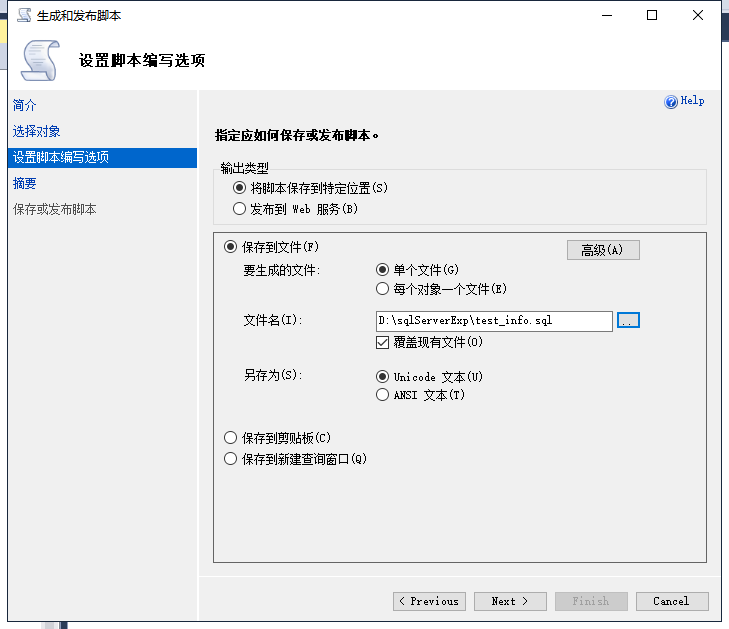 生成和发布脚本
设置脚本编写选项
Help
简介
选择对象
设置脚本编写选项
摘要
保存或发布脚本
指定应如何保存或发布脚本。
输出类型
将脚本保存到特定位置(S)
发布到 Web 服务(B)
保存到文件(F)
高级(A)
要生成的文件:
单个文件(G)
每个对象一个文件(E)
文件名(I):
D:\sqlServerExp\test_info.sql
..
覆盖现有文件(O)
另存为(S):
Unicode 文本(U)
ANSI 文本(T)
保存到剪贴板(C)
保存到新建查询窗口(Q)
< Previous
Next >
Finish
Cancel